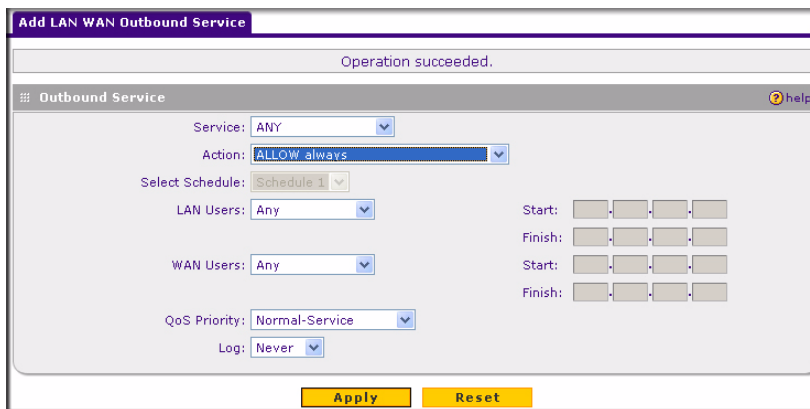 Add LAN WAN Outbound Service
Operation succeeded.
Outbound Service
help
Service: ANY
Action: ALLOW always
Select Schedule: Schedule 1
LAN Users: Any Start: . . .
Finish: . . .
WAN Users: Any Start: . . .
Finish: . . .
QoS Priority: Normal-Service
Log: Never
Apply Reset